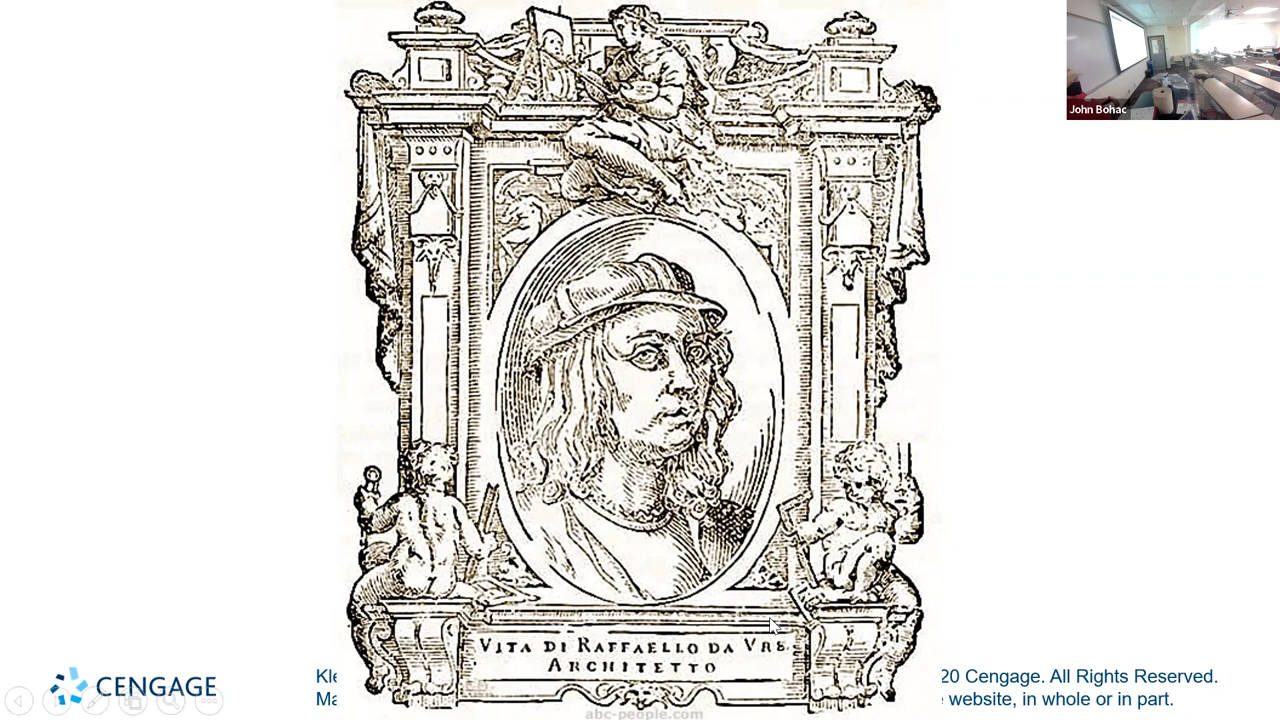 John Bohac
VITA DI RAFFAELLO DA VRB.
ARCHITETTO
CENGAGE
20 Cengage. All Rights Reserved.
website, in whole or in part.
abc-people.com